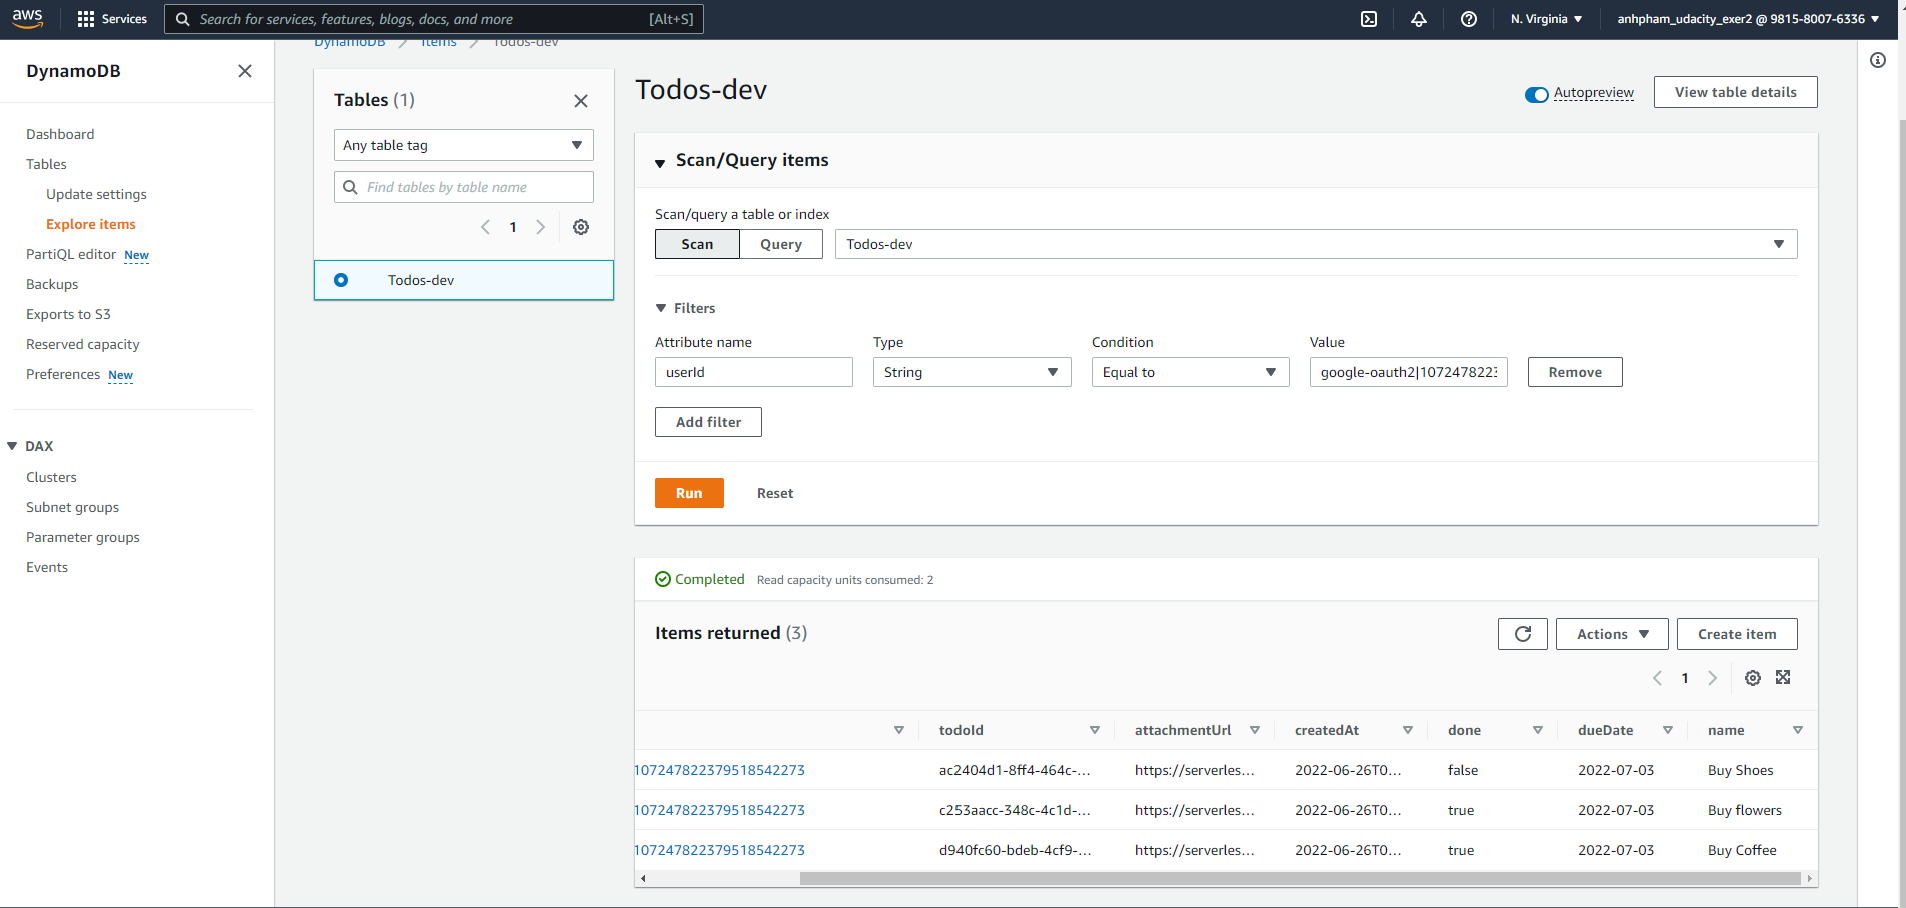 aws Services Search for services, features, blogs, docs, and more [Alt+S] N. Virginia anhpham_udacity_exer2 @ 9815-8007-6336
DynamoDB Items Todos-dev
DynamoDB
Dashboard
Tables
Update settings
Explore items
PartiQL editor New
Backups
Exports to S3
Reserved capacity
Preferences New
DAX
Clusters
Subnet groups
Parameter groups
Events
Tables (1)
Any table tag
Find tables by table name
1
Todos-dev
Todos-dev
Autopreview View table details
Scan/Query items
Scan/query a table or index
Scan Query Todos-dev
Filters
Attribute name Type Condition Value
userId String Equal to google-oauth2|1072478223 Remove
Add filter
Run Reset
Completed Read capacity units consumed: 2
Items returned (3) Actions Create item
1
todoId attachmentUrl createdAt done dueDate name
107247822379518542273 ac2404d1-8ff4-464c-... https://serverles... 2022-06-26T0... false 2022-07-03 Buy Shoes
107247822379518542273 c253aacc-348c-4c1d-... https://serverles... 2022-06-26T0... true 2022-07-03 Buy flowers
107247822379518542273 d940fc60-bdeb-4cf9-... https://serverles... 2022-06-26T0... true 2022-07-03 Buy Coffee